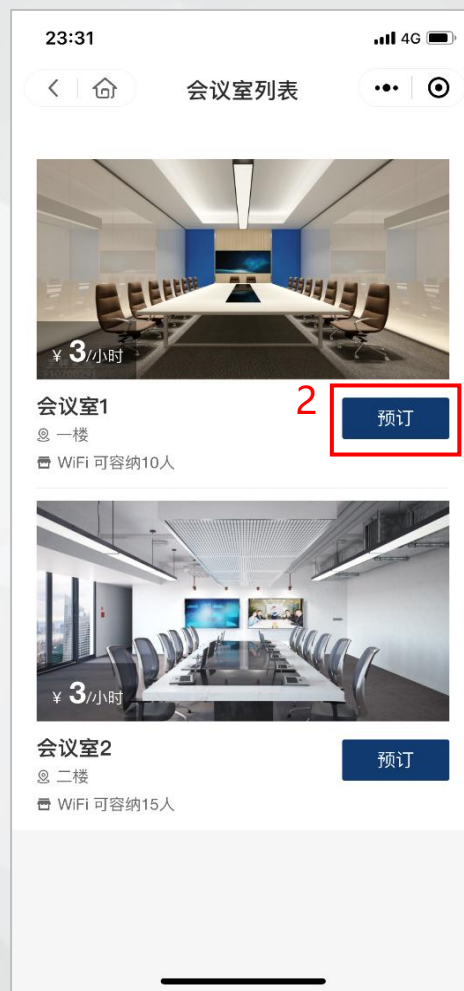 23:31
4G
会议室列表
¥ 3/小时
会议室1
2
预订
一楼
WiFi 可容纳10人
¥ 3/小时
会议室2
预订
二楼
WiFi 可容纳15人